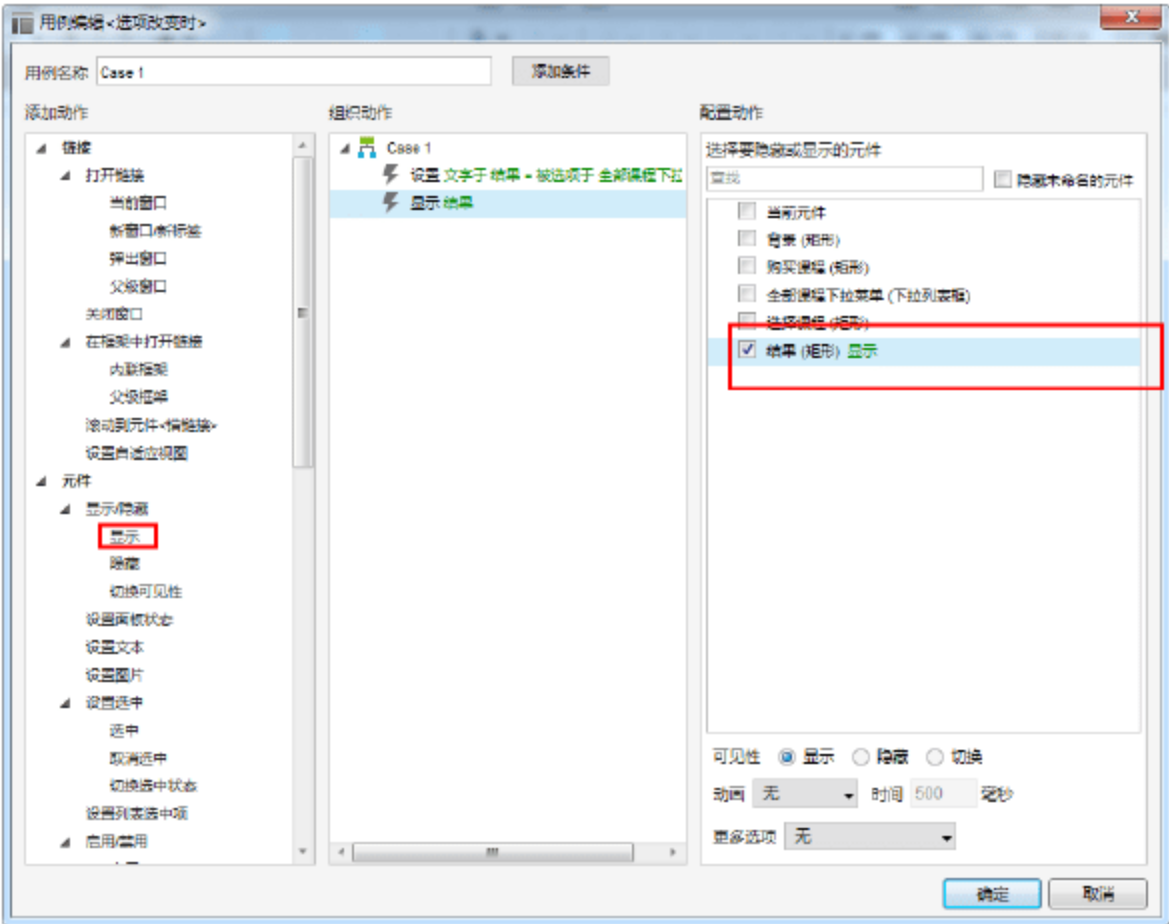 用例编辑<选项改变时>
用例名称 Case 1 添加条件
添加动作
链接
打开链接
当前窗口
新窗口/新标签
弹出窗口
父级窗口
关闭窗口
在框架中打开链接
内联框架
父级框架
滚动到元件<锚链接>
设置自适应视图
元件
显示/隐藏
显示
隐藏
切换可见性
设置面板状态
设置文本
设置图片
设置选中
选中
取消选中
切换选中状态
设置列表选中项
启用/禁用
组织动作
Case 1
设置 文字于 结果 = 被选项于 全部课程下拉
显示 结果
配置动作
选择要隐藏或显示的元件
查找 隐藏未命名的元件
当前元件
背景 (矩形)
购买课程 (矩形)
全部课程下拉菜单 (下拉列表框)
选择课程 (矩形)
结果 (矩形) 显示
可见性 显示 隐藏 切换
动画 无 时间 500 毫秒
更多选项 无
确定 取消